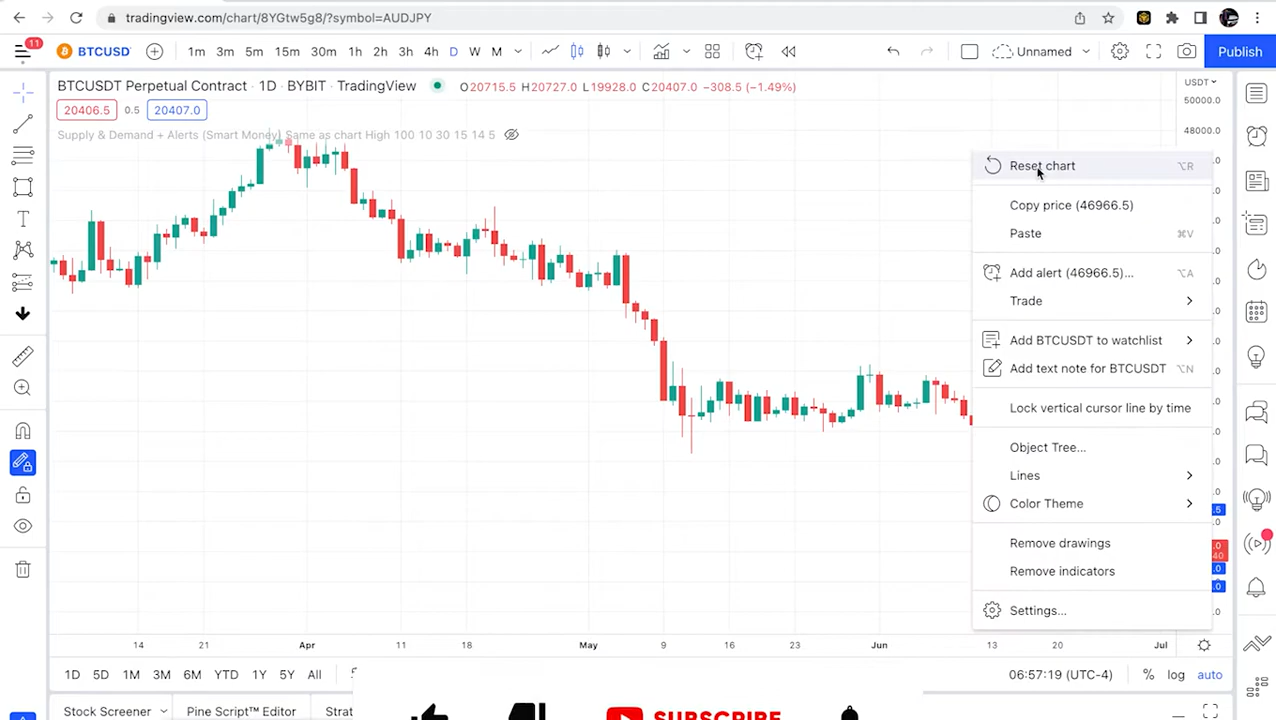 tradingview.com/chart/8YGtw5g8/?symbol=AUDJPY
11
BTCUSD
1m 3m 5m 15m 30m 1h 2h 3h 4h D W M
Unnamed
Publish
BTCUSDT Perpetual Contract · 1D · BYBIT · TradingView
O20715.5 H20727.0 L19928.0 C20407.0 −308.5 (−1.49%)
USDT
20406.5 0.5 20407.0
Supply & Demand + Alerts (Smart Money) Same as chart High 100 10 30 15 14 5
50000.0
48000.0
Reset chart ⌥R
Copy price (46966.5)
Paste ⌘V
Add alert (46966.5)... ⌥A
Trade
Add BTCUSDT to watchlist
Add text note for BTCUSDT ⌥N
Lock vertical cursor line by time
Object Tree...
Lines
Color Theme
Remove drawings
Remove indicators
Settings...
14 21 Apr 11 18 May 9 16 23 Jun 13 20 Jul
1D 5D 1M 3M 6M YTD 1Y 5Y All
06:57:19 (UTC-4) % log auto
Stock Screener Pine Script™ Editor Strat
SUBSCRIBE